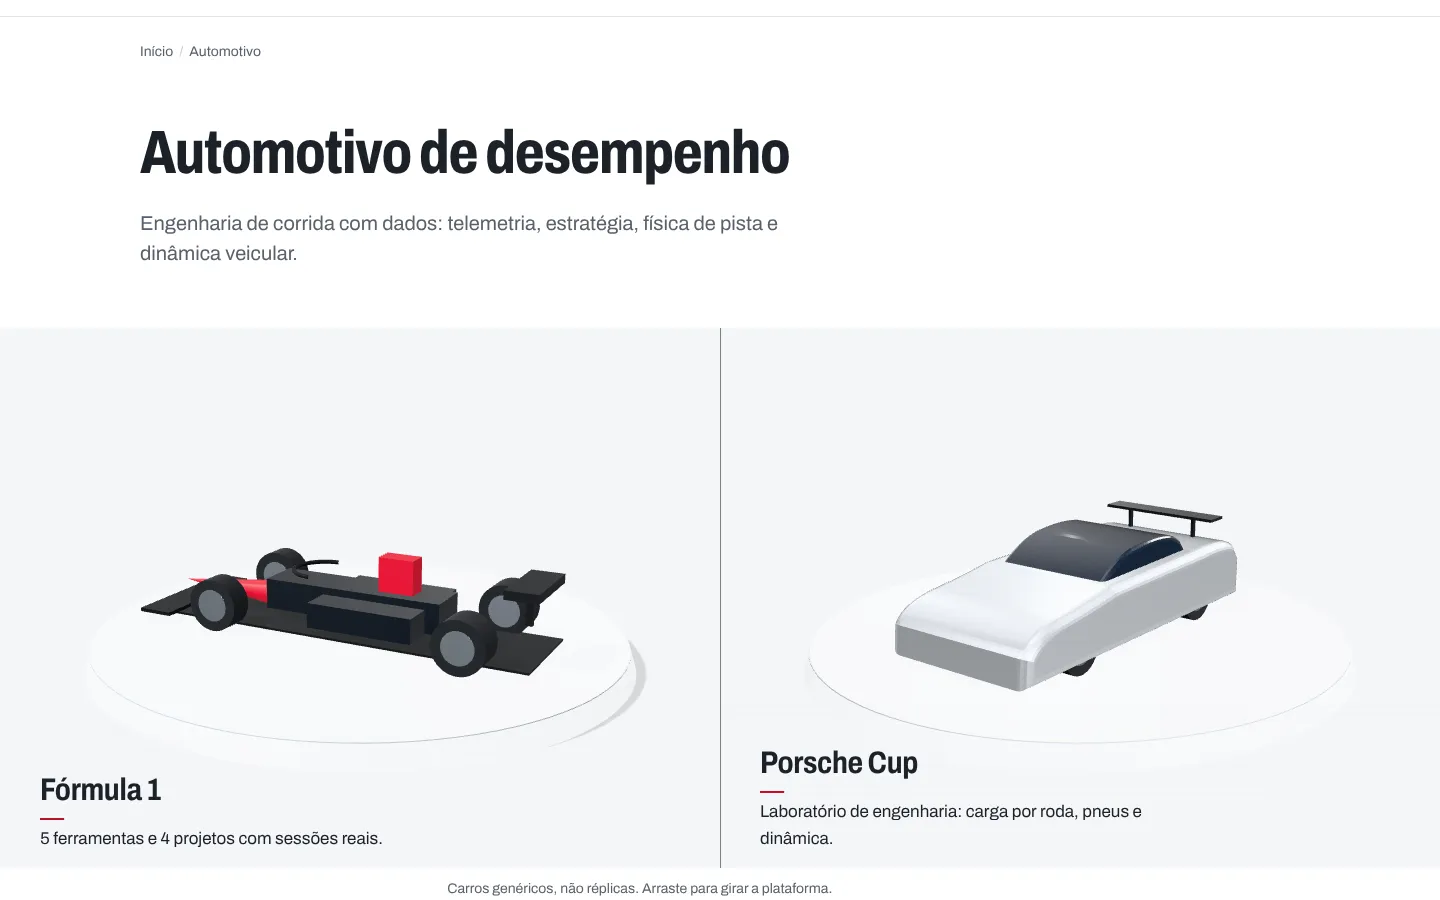 Início / Automotivo
Automotivo de desempenho
Engenharia de corrida com dados: telemetria, estratégia, física de pista e
dinâmica veicular.
Fórmula 1
5 ferramentas e 4 projetos com sessões reais.
Porsche Cup
Laboratório de engenharia: carga por roda, pneus e
dinâmica.
Carros genéricos, não réplicas. Arraste para girar a plataforma.